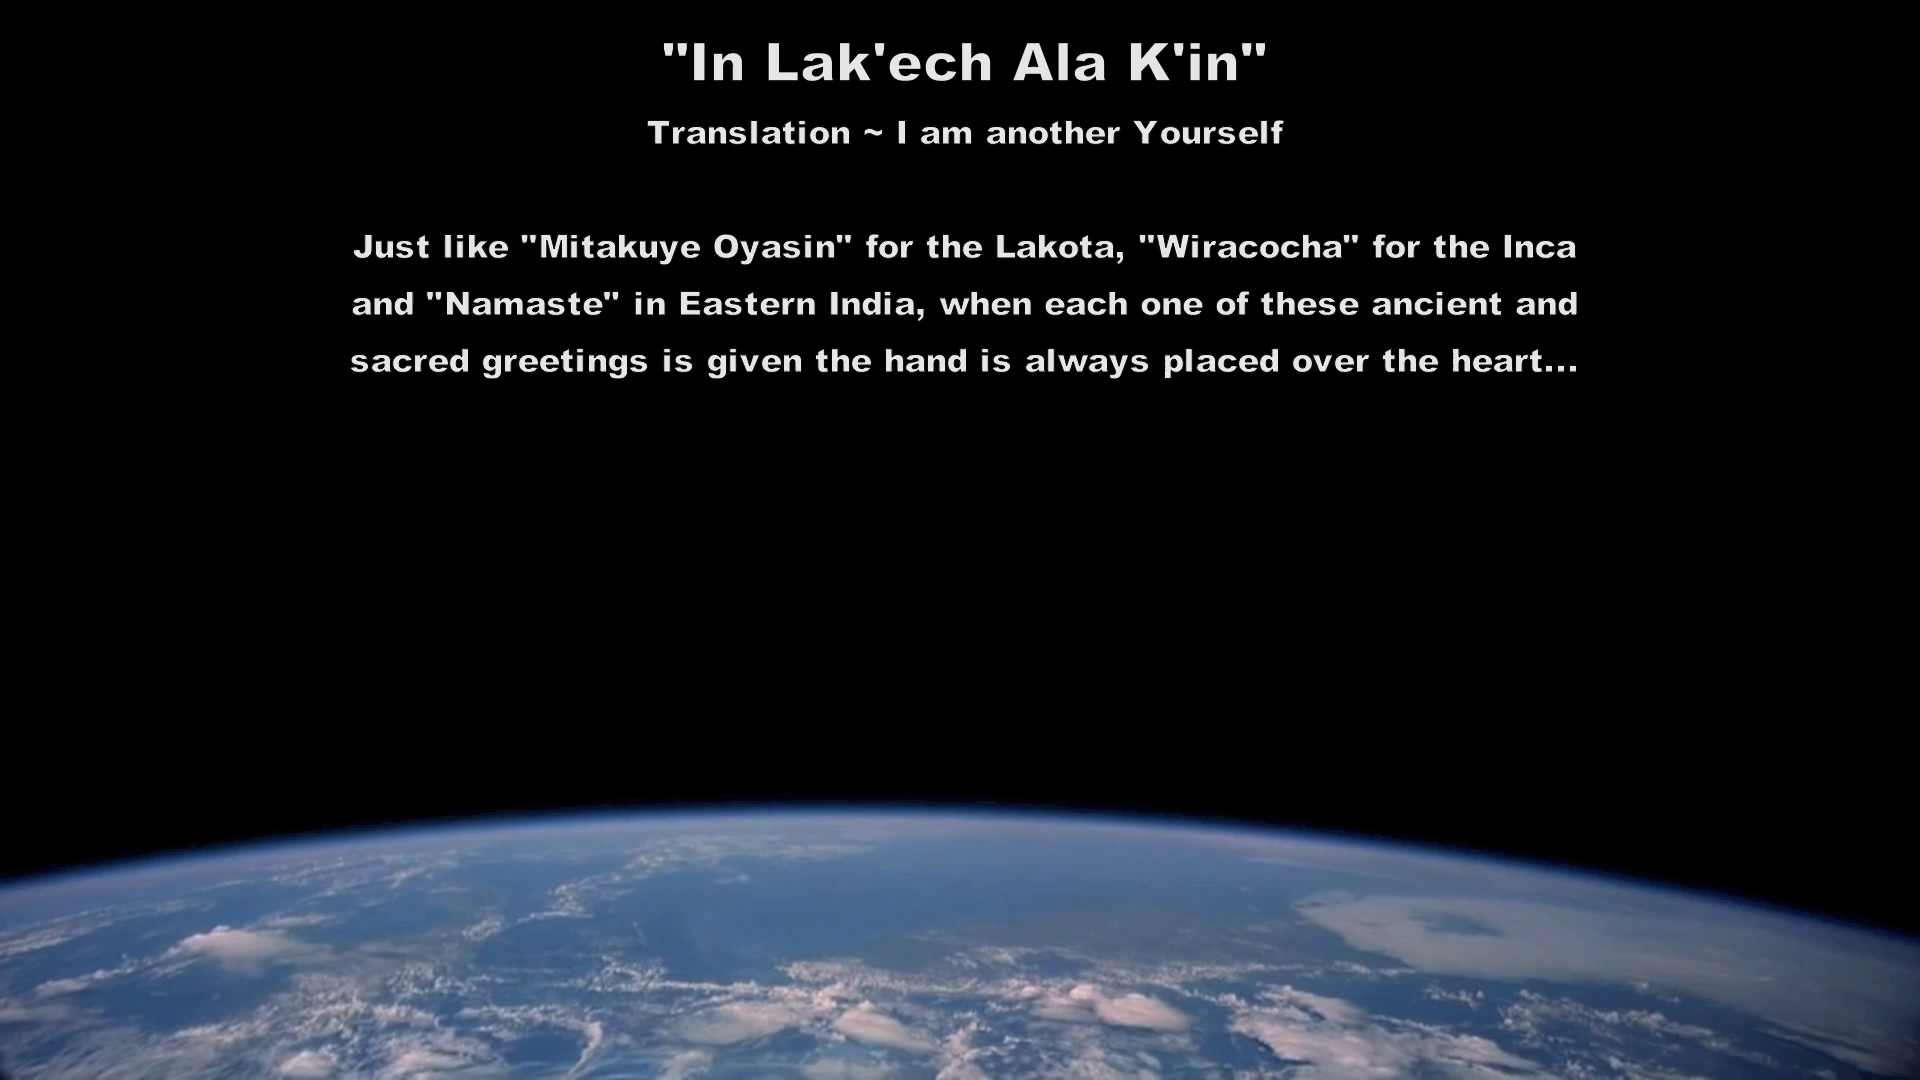 "In Lak'ech Ala K'in"
Translation ~ I am another Yourself
Just like "Mitakuye Oyasin" for the Lakota, "Wiracocha" for the Inca
and "Namaste" in Eastern India, when each one of these ancient and
sacred greetings is given the hand is always placed over the heart...